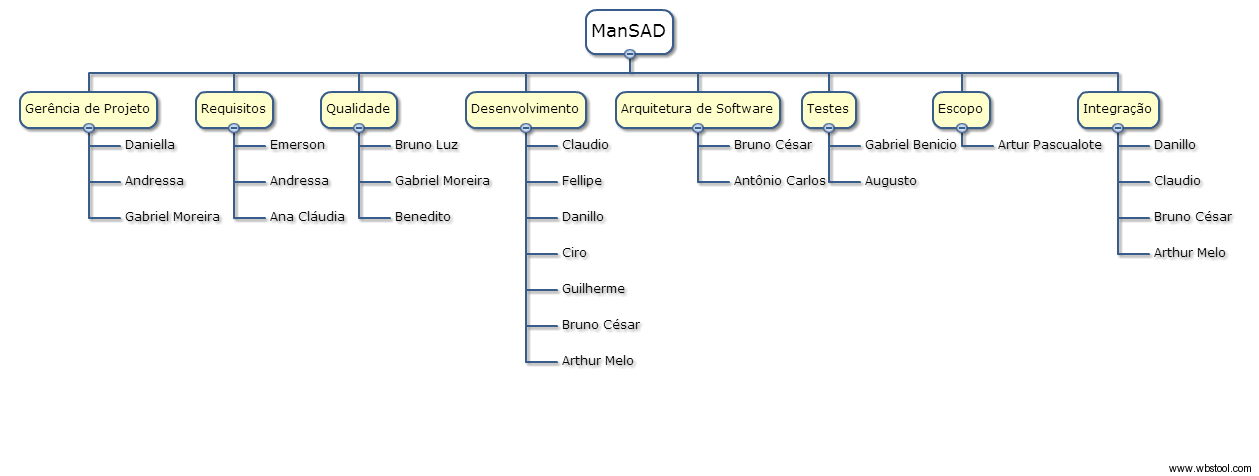 ManSAD
Gerência de Projeto
Daniella
Andressa
Gabriel Moreira
Requisitos
Emerson
Andressa
Ana Cláudia
Qualidade
Bruno Luz
Gabriel Moreira
Benedito
Desenvolvimento
Claudio
Fellipe
Danillo
Ciro
Guilherme
Bruno César
Arthur Melo
Arquitetura de Software
Bruno César
Antônio Carlos
Testes
Gabriel Benicio
Augusto
Escopo
Artur Pascualote
Integração
Danillo
Claudio
Bruno César
Arthur Melo
www.wbstool.com